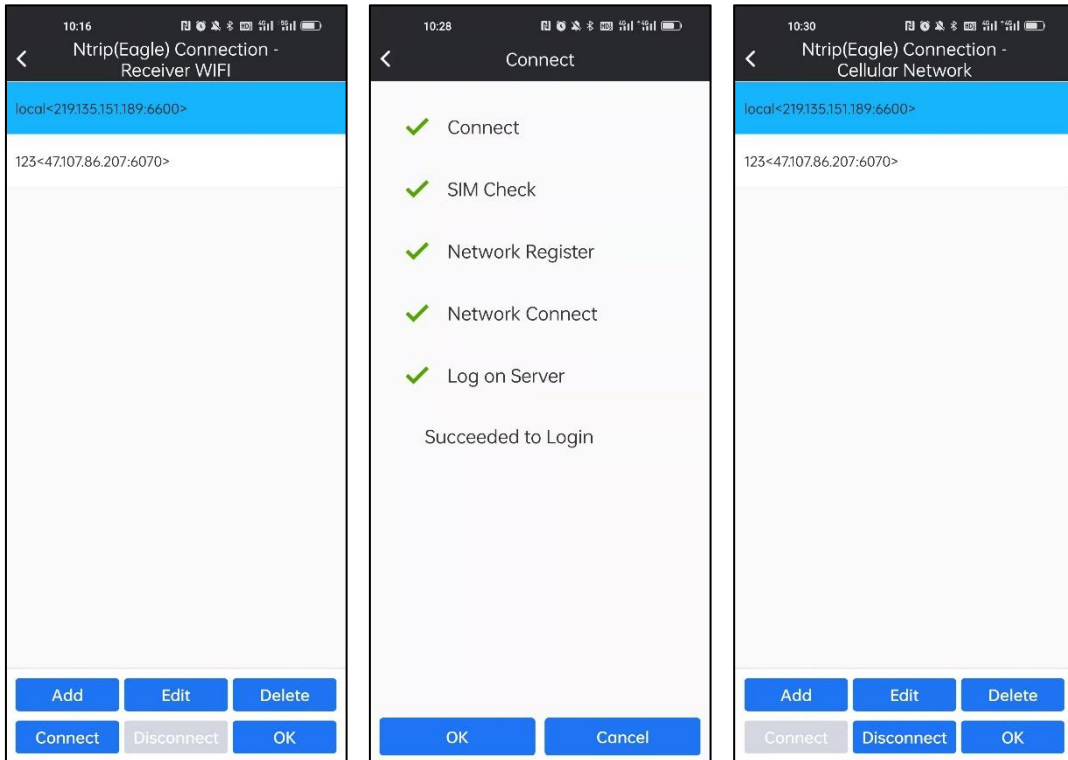 10:16
Ntrip(Eagle) Connection -
Receiver WIFI
local<219.135.151.189:6600>
123<47.107.86.207:6070>
Add Edit Delete
Connect Disconnect OK
10:28
Connect
Connect
SIM Check
Network Register
Network Connect
Log on Server
Succeeded to Login
OK Cancel
10:30
Ntrip(Eagle) Connection -
Cellular Network
local<219.135.151.189:6600>
123<47.107.86.207:6070>
Add Edit Delete
Connect Disconnect OK